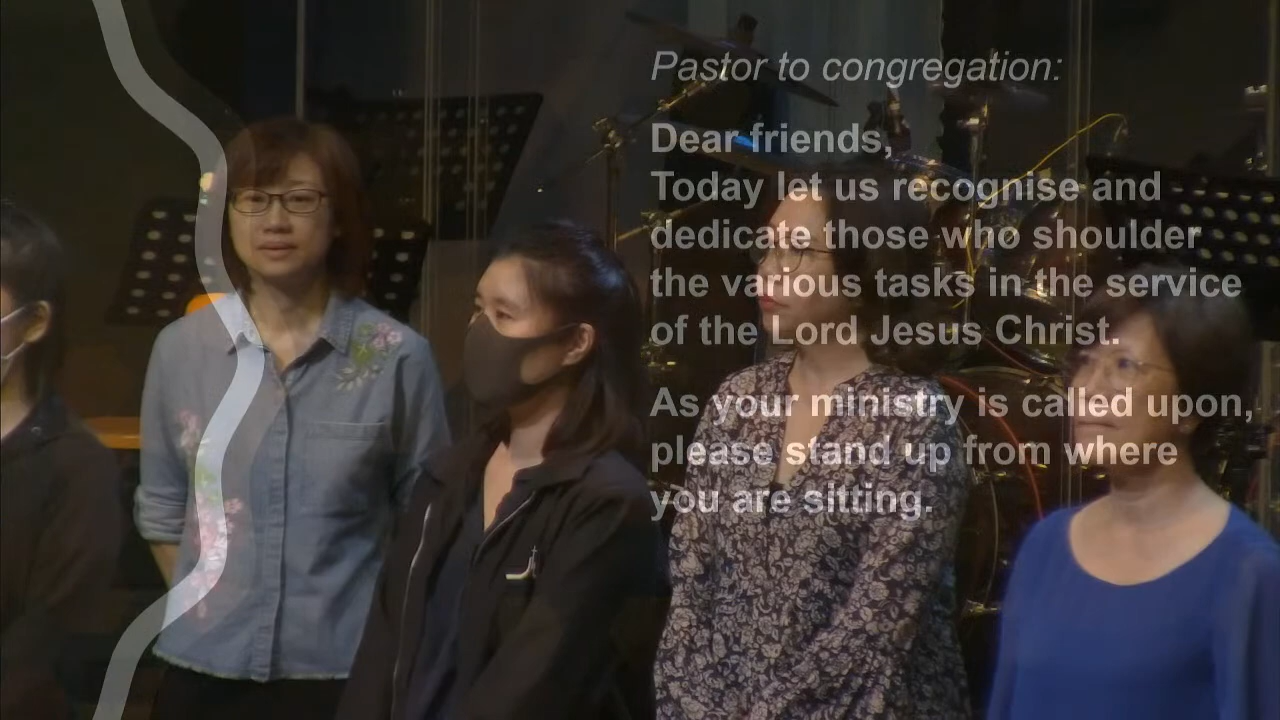 Pastor to congregation:
Dear friends,
Today let us recognise and
dedicate those who shoulder
the various tasks in the service
of the Lord Jesus Christ.
As your ministry is called upon,
please stand up from where
you are sitting.